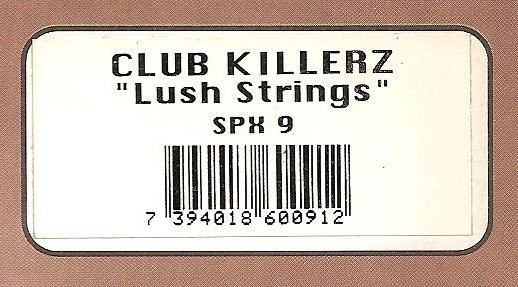 CLUB KILLERZ
"Lush Strings"
SPX 9
7 394018 600912